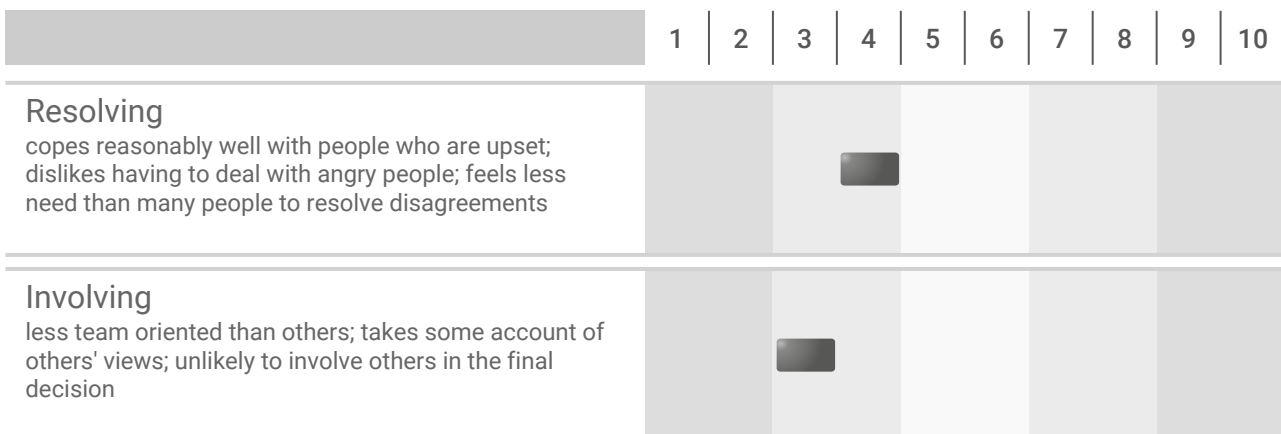 1 2 3 4 5 6 7 8 9 10
Resolving
copes reasonably well with people who are upset;
dislikes having to deal with angry people; feels less
need than many people to resolve disagreements
Involving
less team oriented than others; takes some account of
others' views; unlikely to involve others in the final
decision